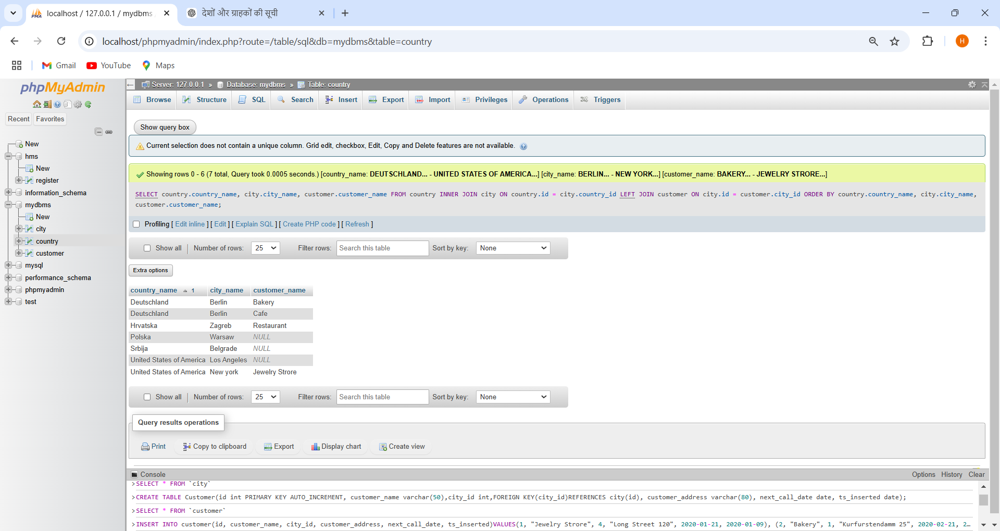 localhost / 127.0.0.1 / mydbms
देशों और ग्राहकों की सूची
localhost/phpmyadmin/index.php?route=/table/sql&db=mydbms&table=country
H
Gmail YouTube Maps
phpMyAdmin
Recent Favorites
New
hms
New
register
information_schema
mydbms
New
city
country
customer
mysql
performance_schema
phpmyadmin
test
Server: 127.0.0.1 » Database: mydbms » Table: country
Browse Structure SQL Search Insert Export Import Privileges Operations Triggers
Show query box
Current selection does not contain a unique column. Grid edit, checkbox, Edit, Copy and Delete features are not available.
Showing rows 0 - 6 (7 total, Query took 0.0005 seconds.) [country_name: DEUTSCHLAND... - UNITED STATES OF AMERICA...] [city_name: BERLIN... - NEW YORK...] [customer_name: BAKERY... - JEWELRY STRORE...]
SELECT country.country_name, city.city_name, customer.customer_name FROM country INNER JOIN city ON country.id = city.country_id LEFT JOIN customer ON city.id = customer.city_id ORDER BY country.country_name, city.city_name,
customer.customer_name;
Profiling [ Edit inline ] [ Edit ] [ Explain SQL ] [ Create PHP code ] [ Refresh ]
Show all Number of rows: 25 Filter rows: Search this table Sort by key: None
Extra options
country_name 1 city_name customer_name
Deutschland Berlin Bakery
Deutschland Berlin Cafe
Hrvatska Zagreb Restaurant
Polska Warsaw NULL
Srbija Belgrade NULL
United States of America Los Angeles NULL
United States of America New york Jewelry Strore
Show all Number of rows: 25 Filter rows: Search this table Sort by key: None
Query results operations
Print Copy to clipboard Export Display chart Create view
Console Options History Clear
>SELECT * FROM `city`
>CREATE TABLE Customer(id int PRIMARY KEY AUTO_INCREMENT, customer_name varchar(50),city_id int,FOREIGN KEY(city_id)REFERENCES city(id), customer_address varchar(80), next_call_date date, ts_inserted date);
>SELECT * FROM `customer`
>INSERT INTO customer(id, customer_name, city_id, customer_address, next_call_date, ts_inserted)VALUES(1, "Jewelry Strore", 4, "Long Street 120", 2020-01-21, 2020-01-09), (2, "Bakery", 1, "Kurfurstendamm 25", 2020-02-21, 2…